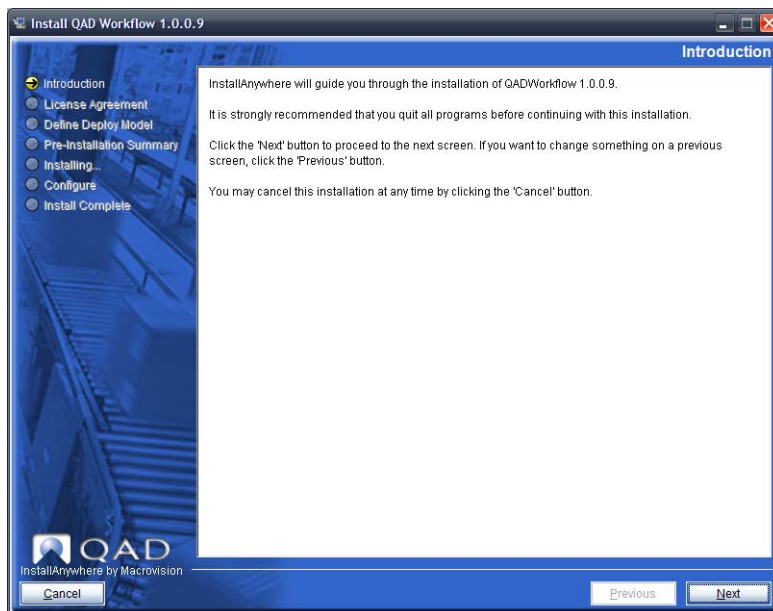 Install QAD Workflow 1.0.0.9
Introduction
Introduction
License Agreement
Define Deploy Model
Pre-Installation Summary
Installing...
Configure
Install Complete
InstallAnywhere will guide you through the installation of QADWorkflow 1.0.0.9.
It is strongly recommended that you quit all programs before continuing with this installation.
Click the 'Next' button to proceed to the next screen. If you want to change something on a previous
screen, click the 'Previous' button.
You may cancel this installation at any time by clicking the 'Cancel' button.
QAD
InstallAnywhere by Macrovision
Cancel
Previous
Next